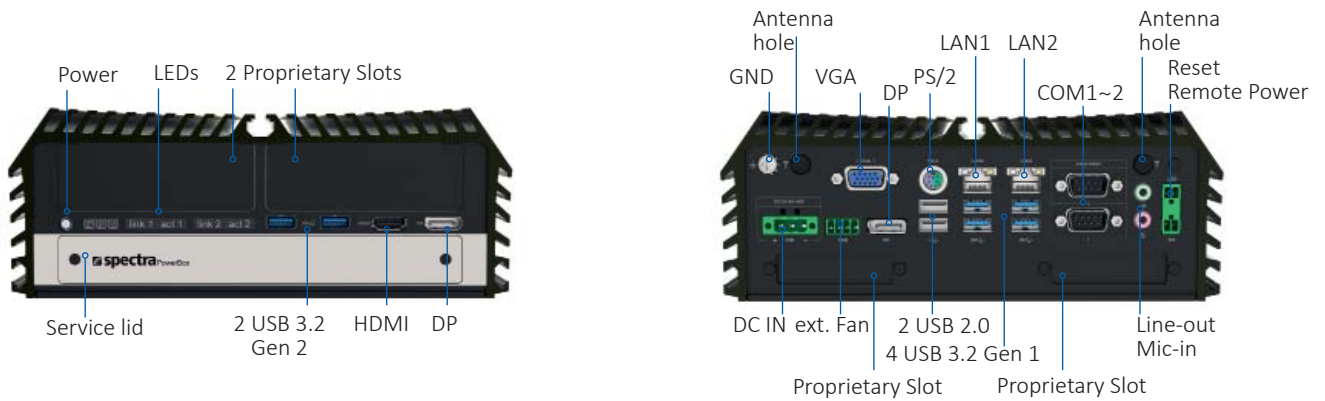 Power
LEDs
2 Proprietary Slots
link 1 act 1
link 2 act 2
spectra PowerBox
Service lid
2 USB 3.2
Gen 2
HDMI
DP
Antenna
hole
GND
VGA
DP
PS/2
LAN1
LAN2
COM1~2
Antenna
hole
Reset
Remote Power
DC IN
ext. Fan
2 USB 2.0
4 USB 3.2 Gen 1
Line-out
Mic-in
Proprietary Slot
Proprietary Slot